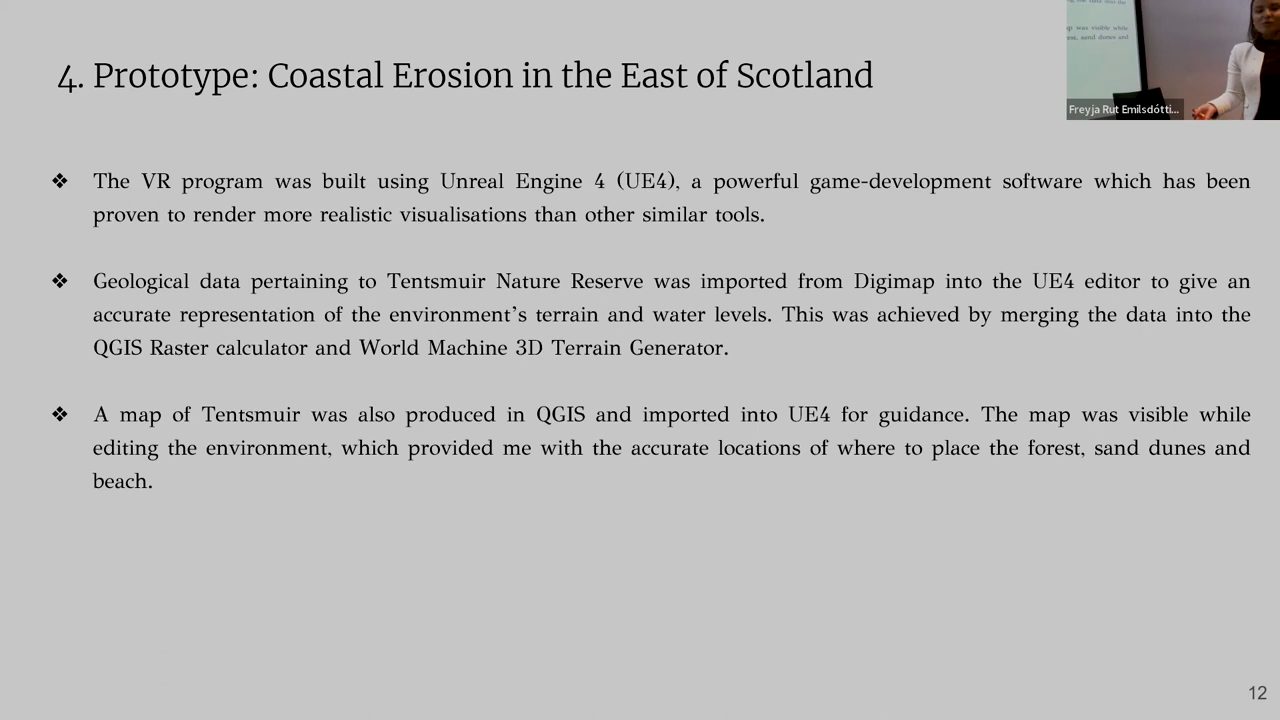 4. Prototype: Coastal Erosion in the East of Scotland
Freyja Rut Emilsdótti...
❖ The VR program was built using Unreal Engine 4 (UE4), a powerful game-development software which has been
proven to render more realistic visualisations than other similar tools.
❖ Geological data pertaining to Tentsmuir Nature Reserve was imported from Digimap into the UE4 editor to give an
accurate representation of the environment's terrain and water levels. This was achieved by merging the data into the
QGIS Raster calculator and World Machine 3D Terrain Generator.
❖ A map of Tentsmuir was also produced in QGIS and imported into UE4 for guidance. The map was visible while
editing the environment, which provided me with the accurate locations of where to place the forest, sand dunes and
beach.
12